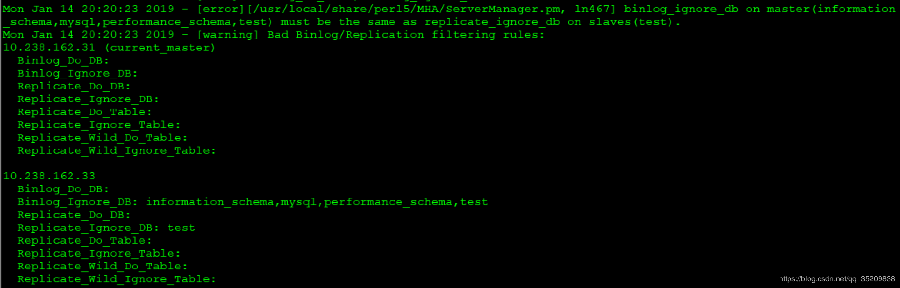 Mon Jan 14 20:20:23 2019 - [error][/usr/local/share/perl5/MHA/ServerManager.pm, ln467] binlog_ignore_db on master(information
_schema,mysql,performance_schema,test) must be the same as replicate_ignore_db on slaves(test).
Mon Jan 14 20:20:23 2019 - [warning] Bad Binlog/Replication filtering rules:
10.238.162.31 (current_master)
Binlog_Do_DB:
Binlog_Ignore_DB:
Replicate_Do_DB:
Replicate_Ignore_DB:
Replicate_Do_Table:
Replicate_Ignore_Table:
Replicate_Wild_Do_Table:
Replicate_Wild_Ignore_Table:
10.238.162.33
Binlog_Do_DB:
Binlog_Ignore_DB: information_schema,mysql,performance_schema,test
Replicate_Do_DB:
Replicate_Ignore_DB: test
Replicate_Do_Table:
Replicate_Ignore_Table:
Replicate_Wild_Do_Table:
Replicate_Wild_Ignore_Table:
https://blog.csdn.net/qq_35209838